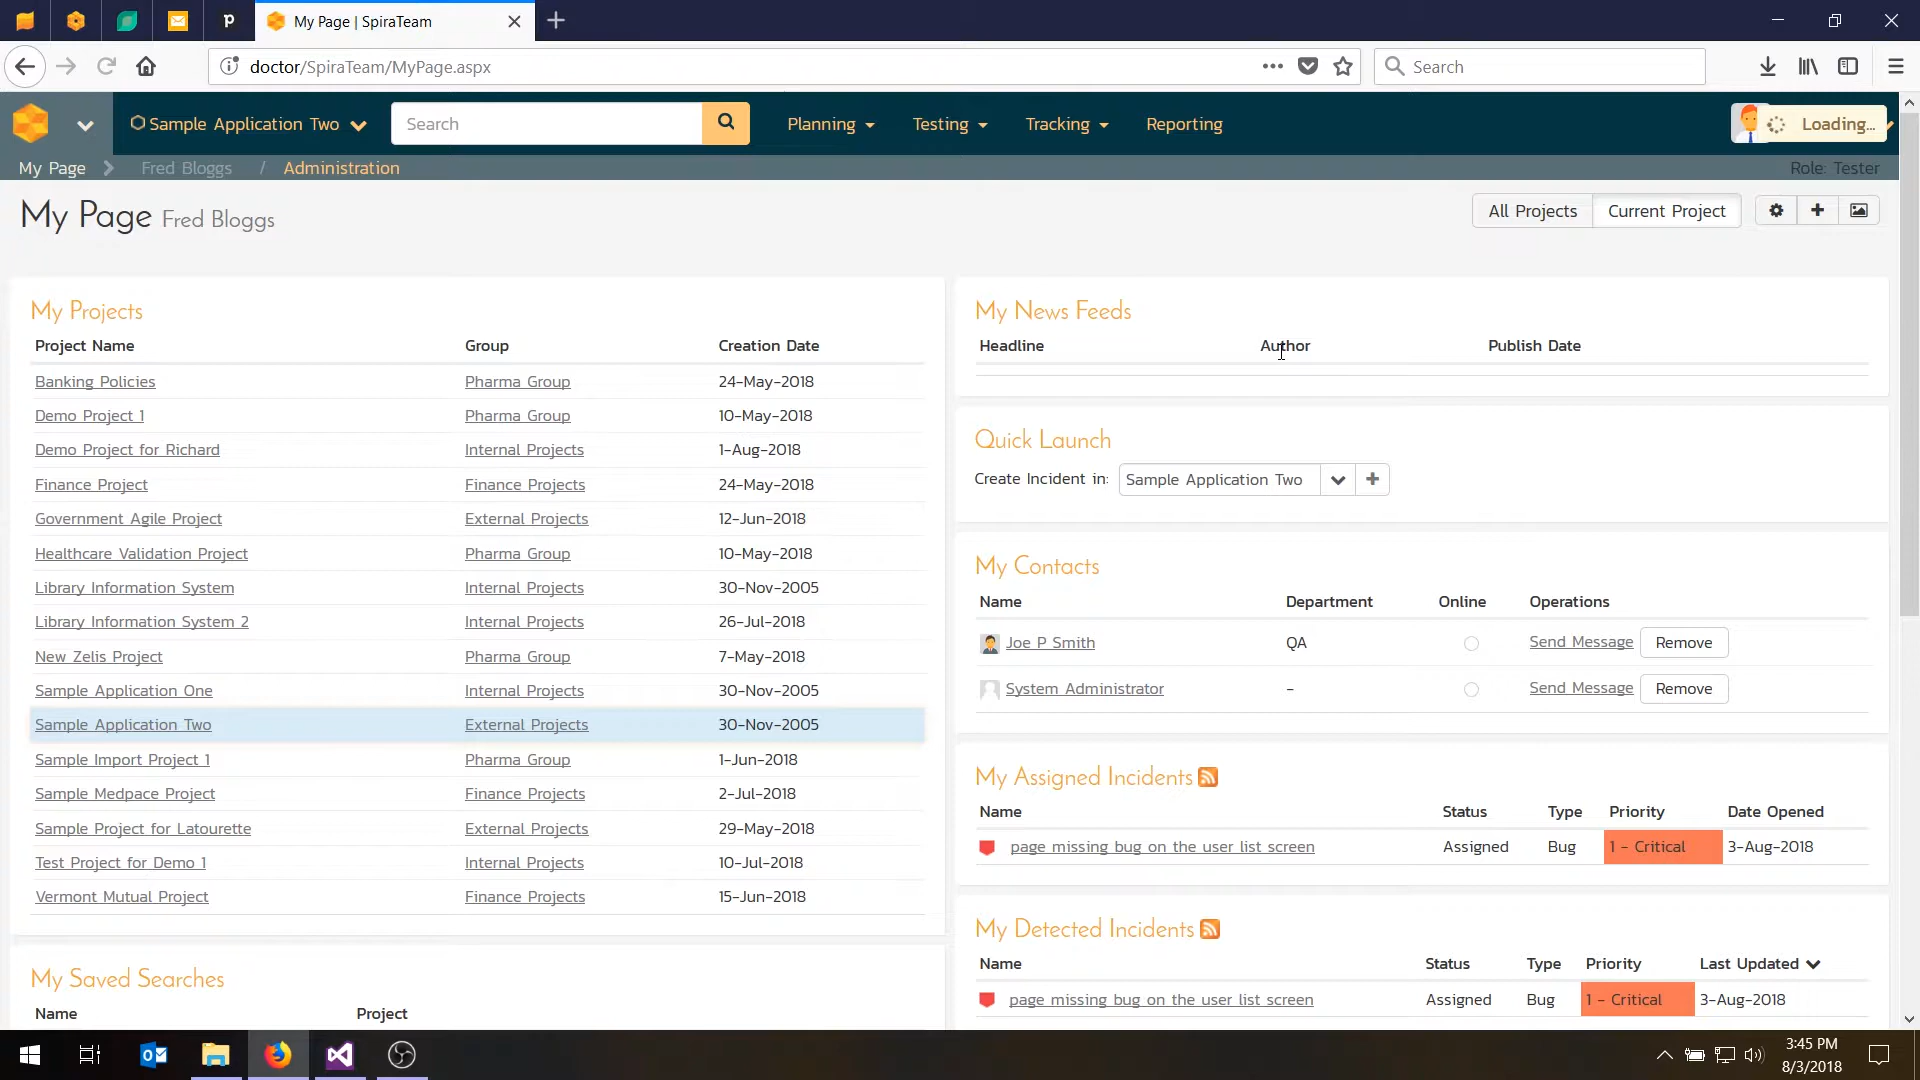 My Page | SpiraTeam
doctor/SpiraTeam/MyPage.aspx
Search
Sample Application Two
Search
Planning
Testing
Tracking
Reporting
Loading...
My Page
Fred Bloggs
/
Administration
Role: Tester
My Page Fred Bloggs
All Projects
Current Project
My Projects
Project Name Group Creation Date
Banking Policies Pharma Group 24-May-2018
Demo Project 1 Pharma Group 10-May-2018
Demo Project for Richard Internal Projects 1-Aug-2018
Finance Project Finance Projects 24-May-2018
Government Agile Project External Projects 12-Jun-2018
Healthcare Validation Project Pharma Group 10-May-2018
Library Information System Internal Projects 30-Nov-2005
Library Information System 2 Internal Projects 26-Jul-2018
New Zelis Project Pharma Group 7-May-2018
Sample Application One Internal Projects 30-Nov-2005
Sample Application Two External Projects 30-Nov-2005
Sample Import Project 1 Pharma Group 1-Jun-2018
Sample Medpace Project Finance Projects 2-Jul-2018
Sample Project for Latourette External Projects 29-May-2018
Test Project for Demo 1 Internal Projects 10-Jul-2018
Vermont Mutual Project Finance Projects 15-Jun-2018
My Saved Searches
Name Project
My News Feeds
Headline Author Publish Date
Quick Launch
Create Incident in: Sample Application Two
My Contacts
Name Department Online Operations
Joe P Smith QA Send Message Remove
System Administrator - Send Message Remove
My Assigned Incidents
Name Status Type Priority Date Opened
page missing bug on the user list screen Assigned Bug 1 - Critical 3-Aug-2018
My Detected Incidents
Name Status Type Priority Last Updated
page missing bug on the user list screen Assigned Bug 1 - Critical 3-Aug-2018
3:45 PM
8/3/2018